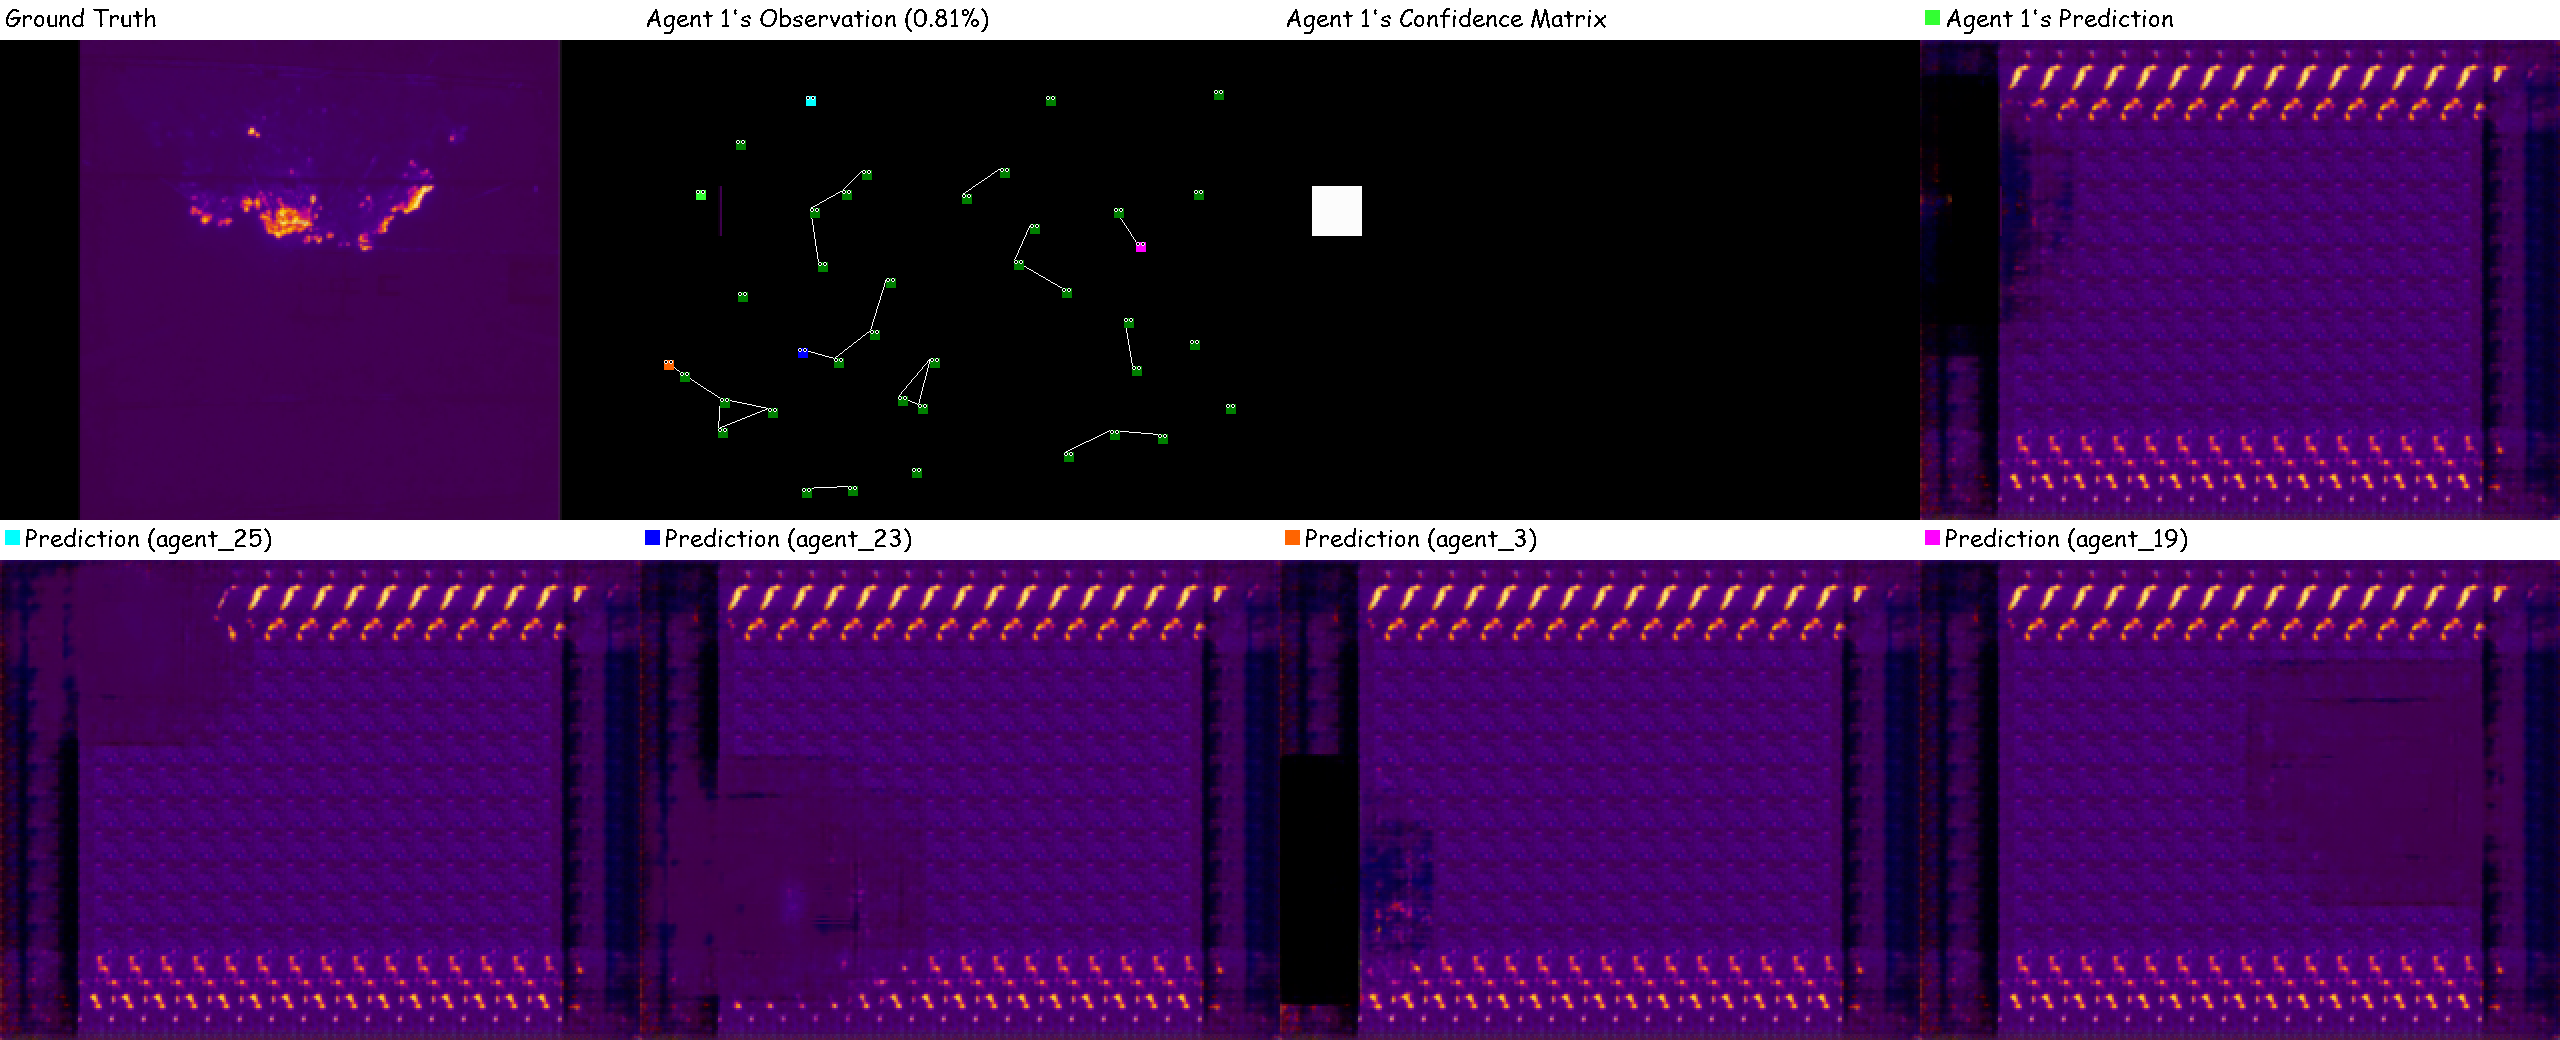 Ground Truth
Agent 1's Observation (0.81%)
Agent 1's Confidence Matrix
Agent 1's Prediction
Prediction (agent_25)
Prediction (agent_23)
Prediction (agent_3)
Prediction (agent_19)